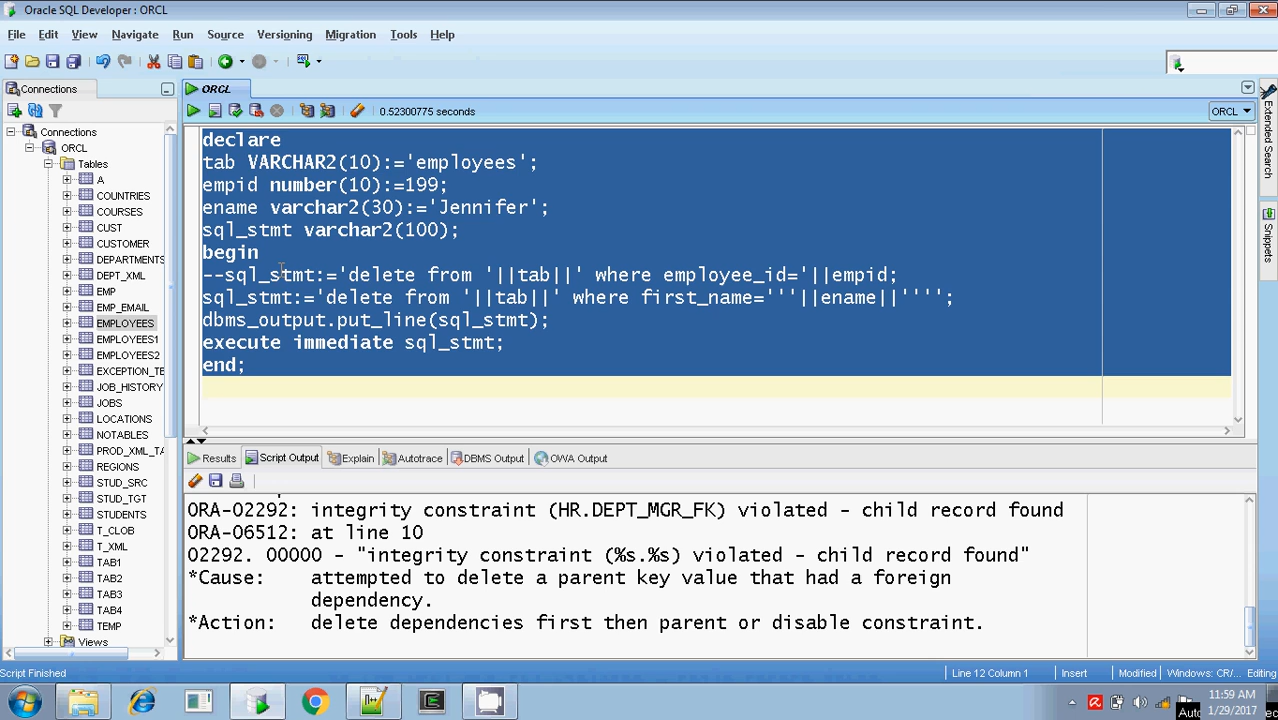 Oracle SQL Developer : ORCL
File Edit View Navigate Run Source Versioning Migration Tools Help
Connections
ORCL
0.52300775 seconds
ORCL
Connections
ORCL
Tables
A
COUNTRIES
COURSES
CUST
CUSTOMER
DEPARTMENTS
DEPT_XML
EMP
EMP_EMAIL
EMPLOYEES
EMPLOYEES1
EMPLOYEES2
EXCEPTION_TE
JOB_HISTORY
JOBS
LOCATIONS
NOTABLES
PROD_XML_TA
REGIONS
STUD_SRC
STUD_TGT
STUDENTS
T_CLOB
T_XML
TAB1
TAB2
TAB3
TAB4
TEMP
Views
declare
tab VARCHAR2(10):='employees';
empid number(10):=199;
ename varchar2(30):='Jennifer';
sql_stmt varchar2(100);
begin
--sql_stmt:='delete from '||tab||' where employee_id='||empid;
sql_stmt:='delete from '||tab||' where first_name='''||ename||'''';
dbms_output.put_line(sql_stmt);
execute immediate sql_stmt;
end;
Extended Search
Snippets
Results Script Output Explain Autotrace DBMS Output OWA Output
ORA-02292: integrity constraint (HR.DEPT_MGR_FK) violated - child record found
ORA-06512: at line 10
02292. 00000 - "integrity constraint (%s.%s) violated - child record found"
*Cause: attempted to delete a parent key value that had a foreign
dependency.
*Action: delete dependencies first then parent or disable constraint.
Script Finished
Line 12 Column 1 Insert Modified Windows: CR/... Editing
11:59 AM
1/29/2017